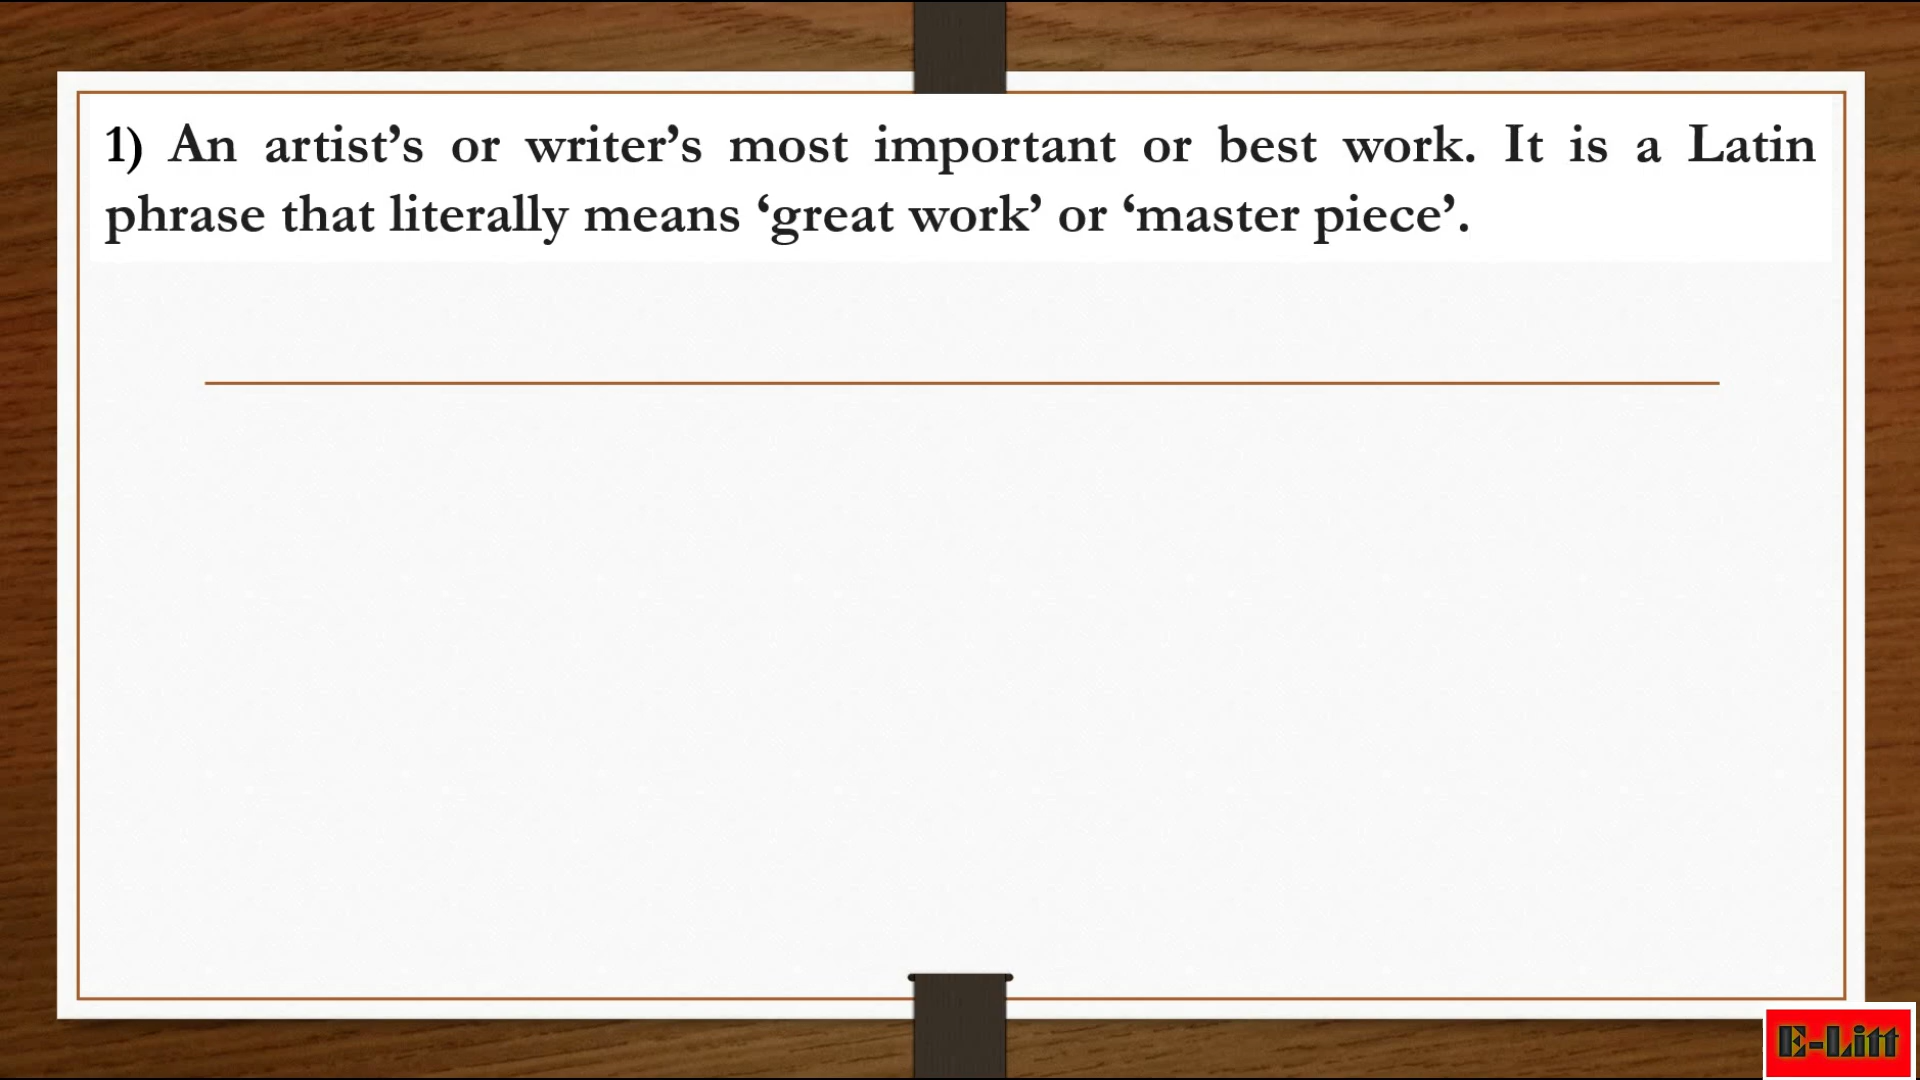 1) An artist’s or writer’s most important or best work. It is a Latin
phrase that literally means ‘great work’ or ‘master piece’.
E-Litt